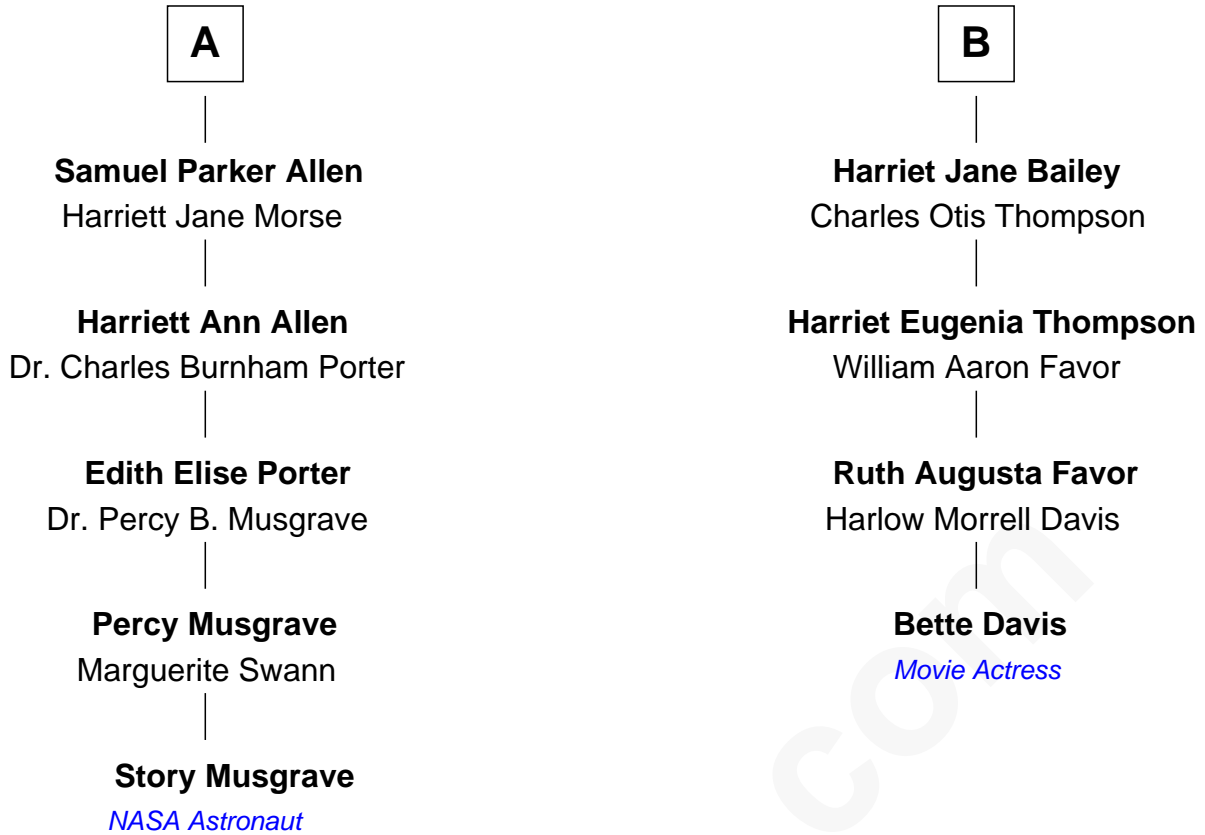 A
Samuel Parker Allen
Harriett Jane Morse
Harriett Ann Allen
Dr. Charles Burnham Porter
Edith Elise Porter
Dr. Percy B. Musgrave
Percy Musgrave
Marguerite Swann
Story Musgrave
NASA Astronaut
B
Harriet Jane Bailey
Charles Otis Thompson
Harriet Eugenia Thompson
William Aaron Favor
Ruth Augusta Favor
Harlow Morrell Davis
Bette Davis
Movie Actress
com